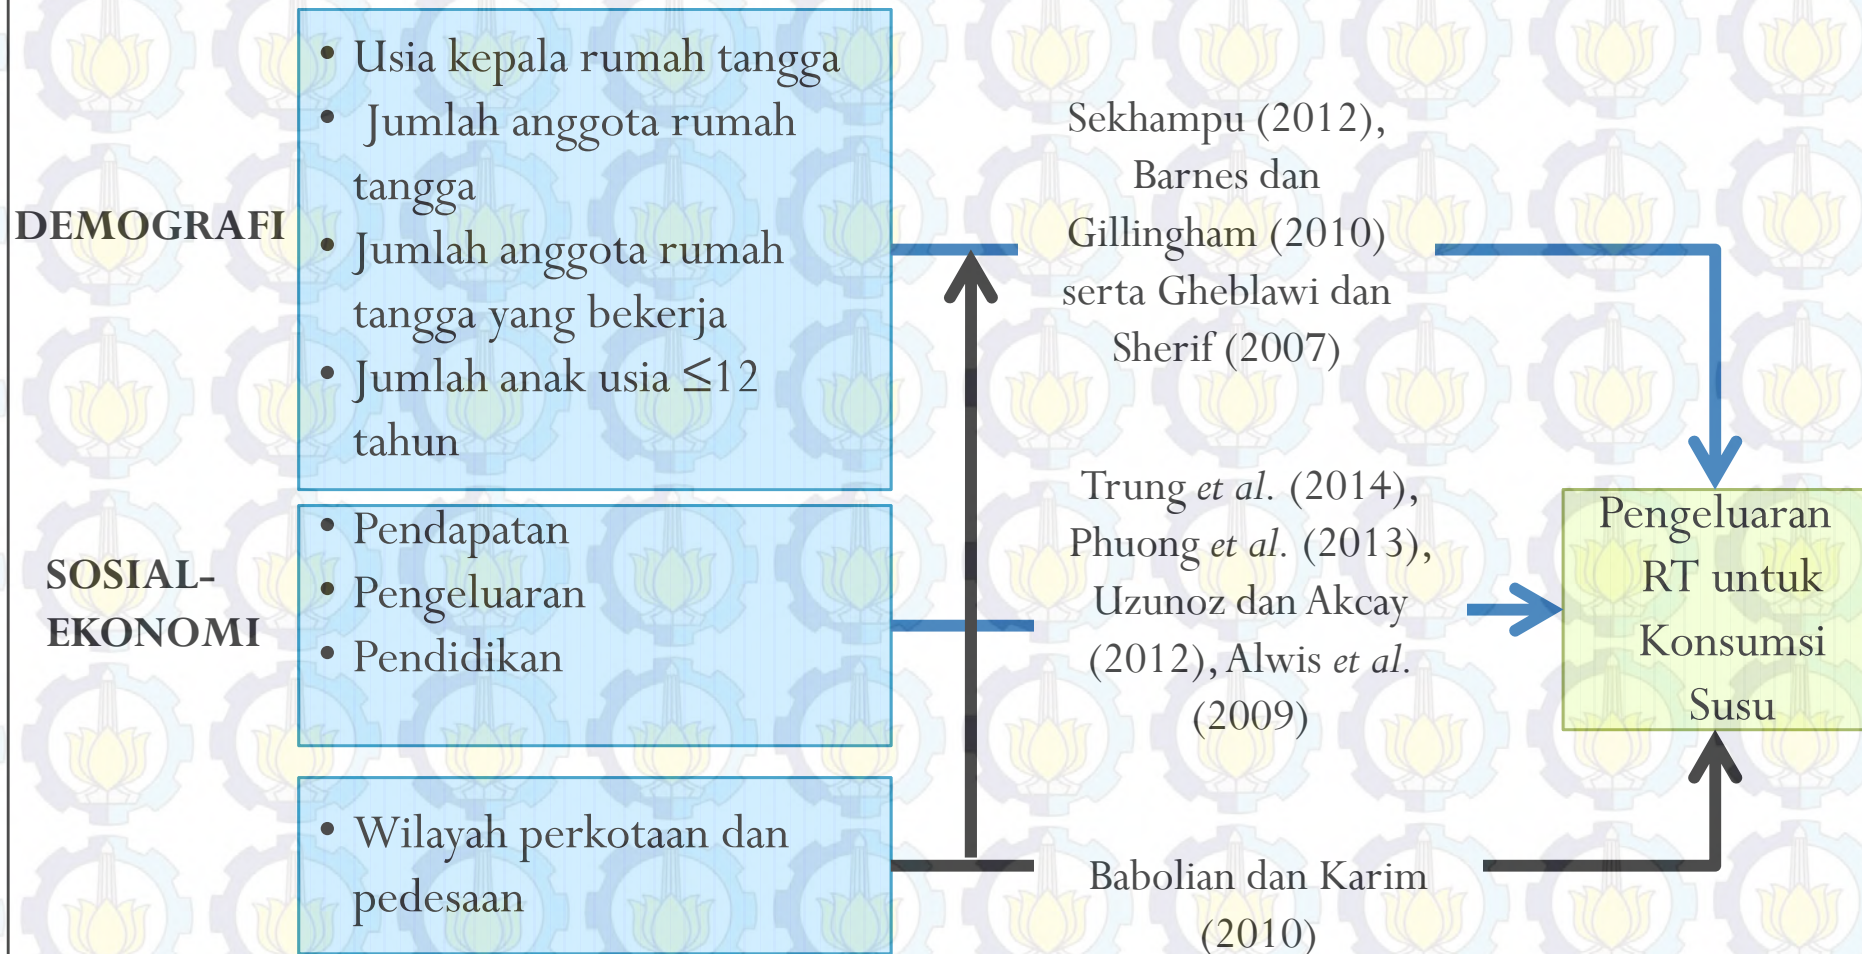 DEMOGRAFI
• Usia kepala rumah tangga
• Jumlah anggota rumah
tangga
• Jumlah anggota rumah
tangga yang bekerja
• Jumlah anak usia ≤12
tahun
Sekhampu (2012),
Barnes dan
Gillingham (2010)
serta Gheblawi dan
Sherif (2007)
SOSIAL-
EKONOMI
• Pendapatan
• Pengeluaran
• Pendidikan
Trung et al. (2014),
Phuong et al. (2013),
Uzunoz dan Akcay
(2012), Alwis et al.
(2009)
Pengeluaran
RT untuk
Konsumsi
Susu
• Wilayah perkotaan dan
pedesaan
Babolian dan Karim
(2010)